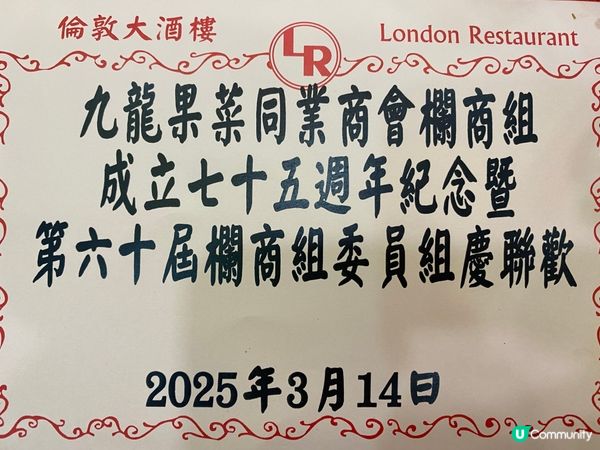 倫敦大酒樓 LR London Restaurant
九龍果菜同業商會欄商組
成立七十五週年紀念暨
第六十屆欄商組委員組慶聯歡
2025年3月14日
U Community